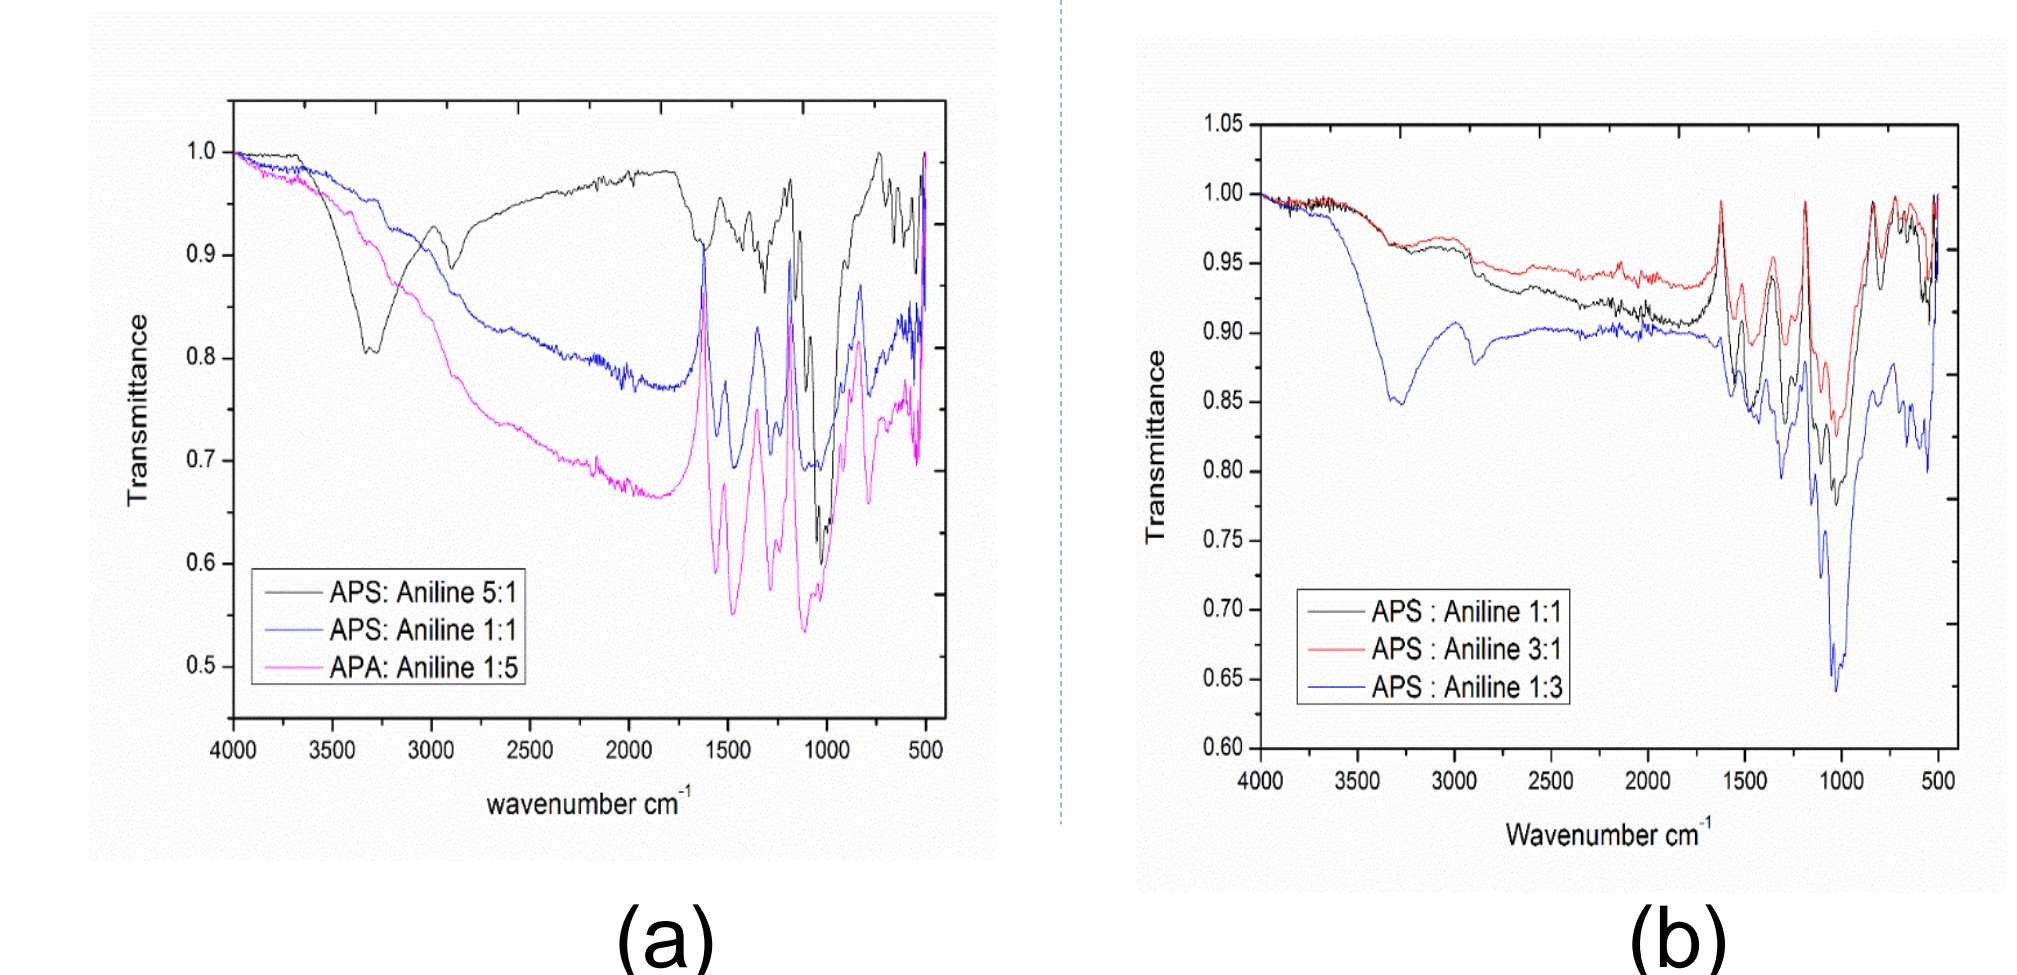 1.0
0.9
0.8
0.7
0.6
0.5
Transmittance
APS: Aniline 5:1
APS: Aniline 1:1
APA: Aniline 1:5
4000 3500 3000 2500 2000 1500 1000 500
wavenumber cm-1
(a)
1.05
1.00
0.95
0.90
0.85
0.80
0.75
0.70
0.65
0.60
Transmittance
APS : Aniline 1:1
APS : Aniline 3:1
APS : Aniline 1:3
4000 3500 3000 2500 2000 1500 1000 500
Wavenumber cm-1
(b)